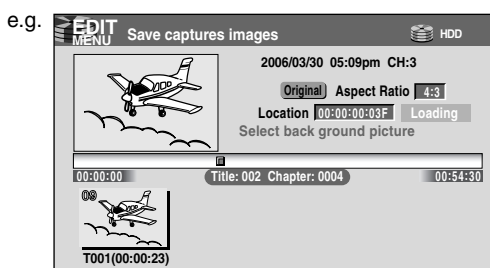 e.g.
EDIT
MENU
Save captures images
HDD
2006/03/30 05:09pm CH:3
Original Aspect Ratio 4:3
Location 00:00:00:03F Loading
Select back ground picture
00:00:00 Title: 002 Chapter: 0004 00:54:30
09
T001(00:00:23)